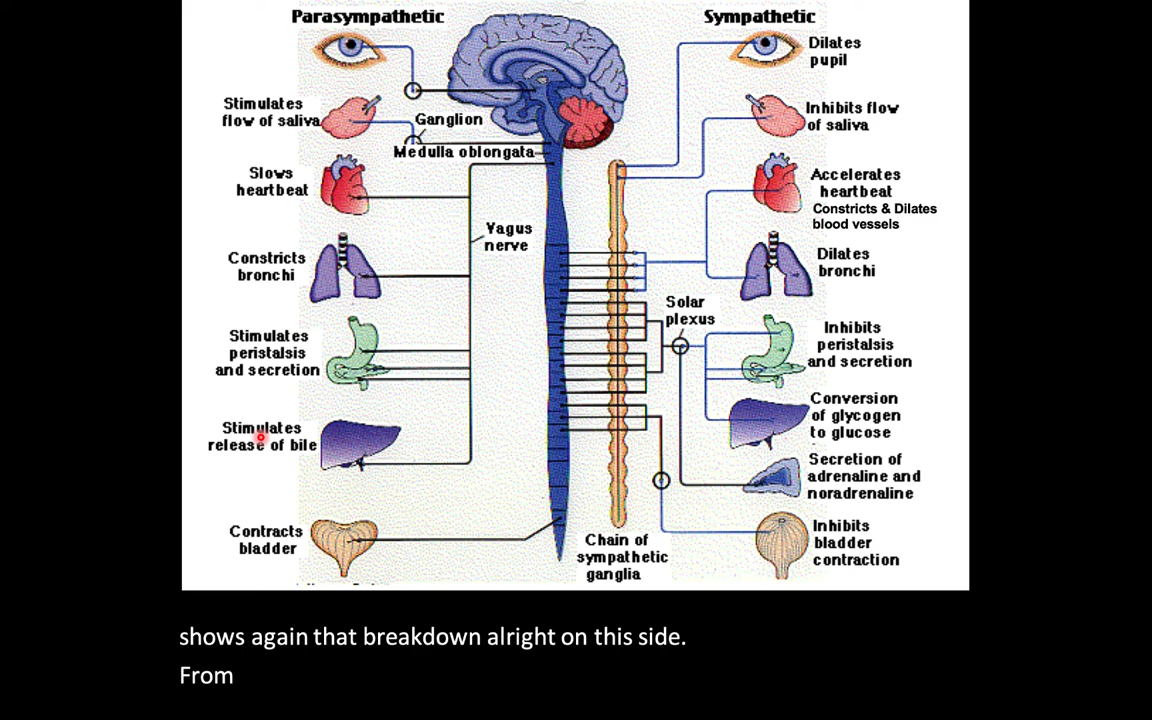 Parasympathetic
Sympathetic
Dilates
pupil
Stimulates
flow of saliva
Ganglion
Medulla oblongata
Inhibits flow
of saliva
Slows
heartbeat
Accelerates
heartbeat
Constricts & Dilates
blood vessels
Vagus
nerve
Constricts
bronchi
Dilates
bronchi
Solar
plexus
Stimulates
peristalsis
and secretion
Inhibits
peristalsis
and secretion
Stimulates
release of bile
Conversion
of glycogen
to glucose
Secretion of
adrenaline and
noradrenaline
Contracts
bladder
Chain of
sympathetic
ganglia
Inhibits
bladder
contraction
shows again that breakdown alright on this side.
From